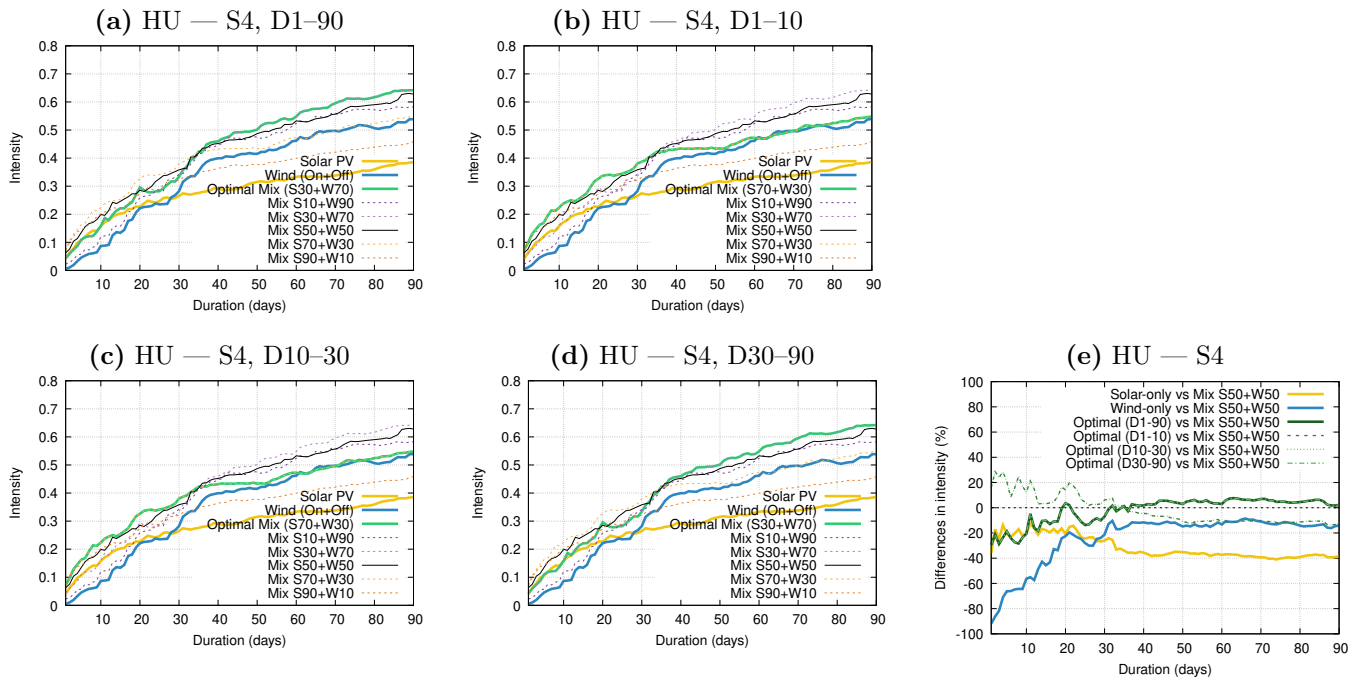 (a) HU — S4, D1–90
0.8
0.7
0.6
0.5
0.4
0.3
0.2
0.1
0
Intensity
10 20 30 40 50 60 70 80 90
Duration (days)
Solar PV
Wind (On+Off)
Optimal Mix (S30+W70)
Mix S10+W90
Mix S30+W70
Mix S50+W50
Mix S70+W30
Mix S90+W10
(b) HU — S4, D1–10
0.8
0.7
0.6
0.5
0.4
0.3
0.2
0.1
0
Intensity
10 20 30 40 50 60 70 80 90
Duration (days)
Solar PV
Wind (On+Off)
Optimal Mix (S70+W30)
Mix S10+W90
Mix S30+W70
Mix S50+W50
Mix S70+W30
Mix S90+W10
(c) HU — S4, D10–30
0.8
0.7
0.6
0.5
0.4
0.3
0.2
0.1
0
Intensity
10 20 30 40 50 60 70 80 90
Duration (days)
Solar PV
Wind (On+Off)
Optimal Mix (S70+W30)
Mix S10+W90
Mix S30+W70
Mix S50+W50
Mix S70+W30
Mix S90+W10
(d) HU — S4, D30–90
0.8
0.7
0.6
0.5
0.4
0.3
0.2
0.1
0
Intensity
10 20 30 40 50 60 70 80 90
Duration (days)
Solar PV
Wind (On+Off)
Optimal Mix (S30+W70)
Mix S10+W90
Mix S30+W70
Mix S50+W50
Mix S70+W30
Mix S90+W10
(e) HU — S4
100
80
60
40
20
0
-20
-40
-60
-80
-100
Differences in intensity (%)
10 20 30 40 50 60 70 80 90
Duration (days)
Solar-only vs Mix S50+W50
Wind-only vs Mix S50+W50
Optimal (D1-90) vs Mix S50+W50
Optimal (D1-10) vs Mix S50+W50
Optimal (D10-30) vs Mix S50+W50
Optimal (D30-90) vs Mix S50+W50